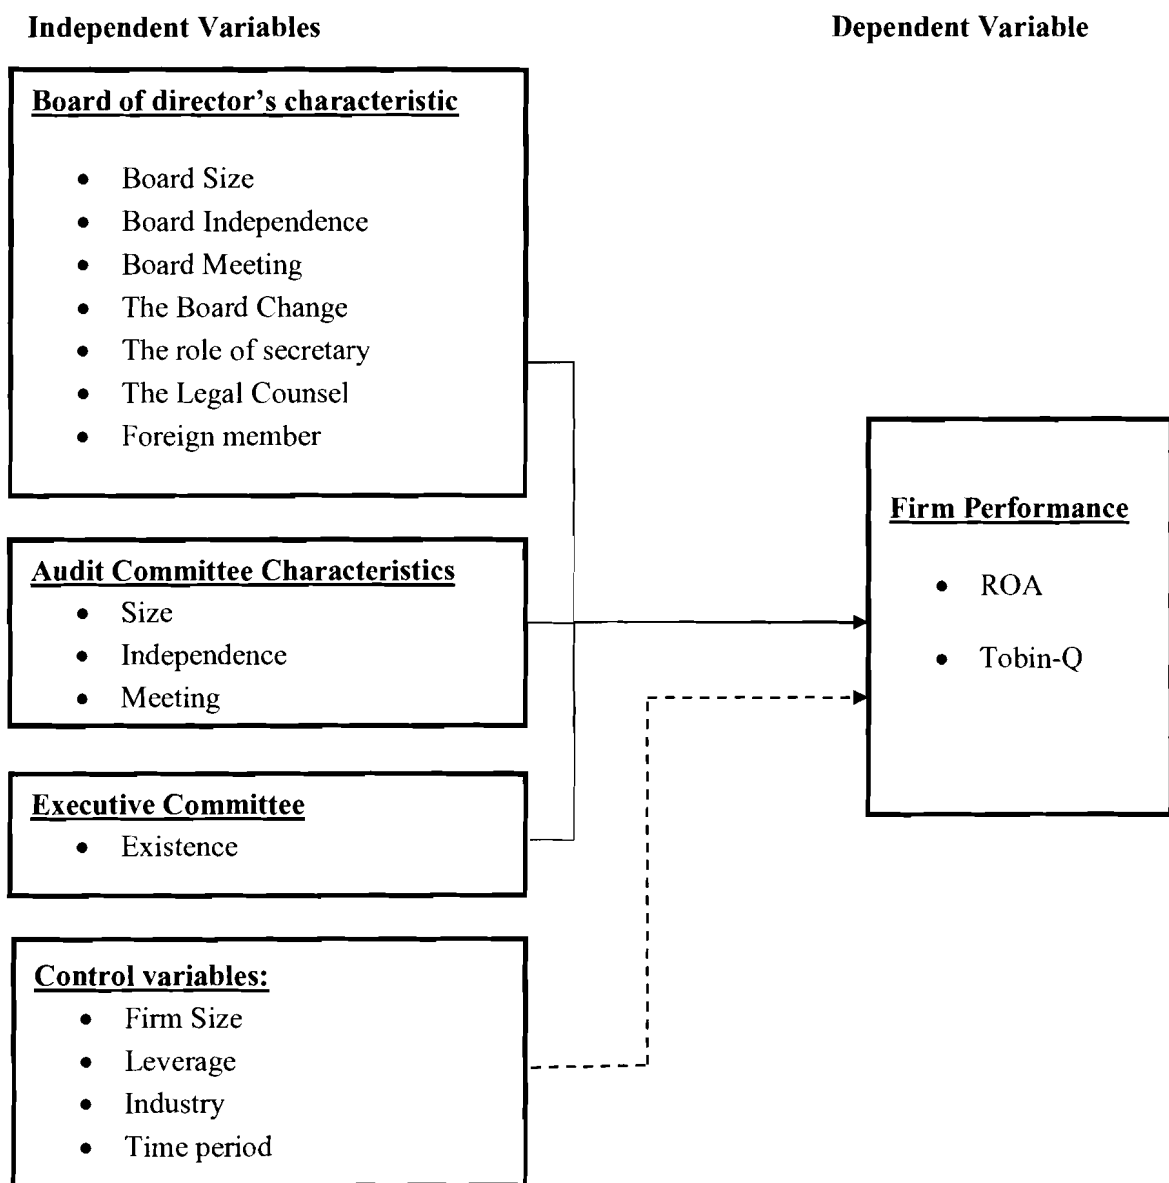 Independent Variables
Dependent Variable
Board of director's characteristic
• Board Size
• Board Independence
• Board Meeting
• The Board Change
• The role of secretary
• The Legal Counsel
• Foreign member
Audit Committee Characteristics
• Size
• Independence
• Meeting
Executive Committee
• Existence
Control variables:
• Firm Size
• Leverage
• Industry
• Time period
Firm Performance
• ROA
• Tobin-Q